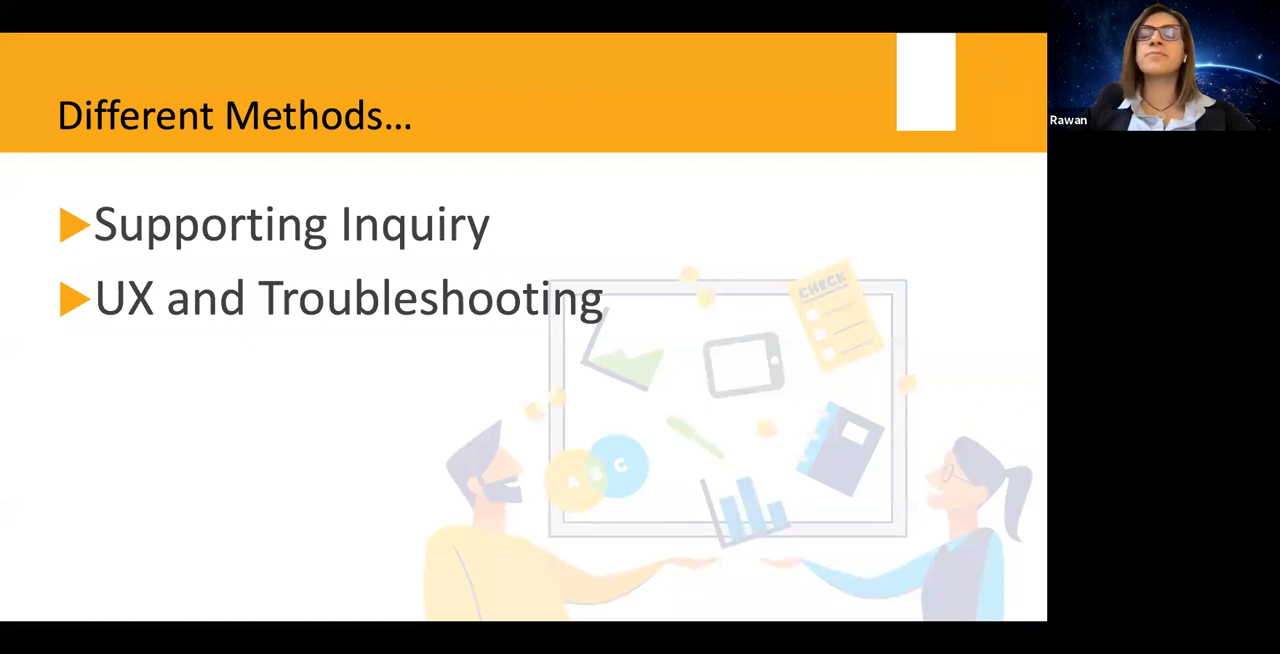 Different Methods…
Rawan
Supporting Inquiry
UX and Troubleshooting
CHECK
A B C